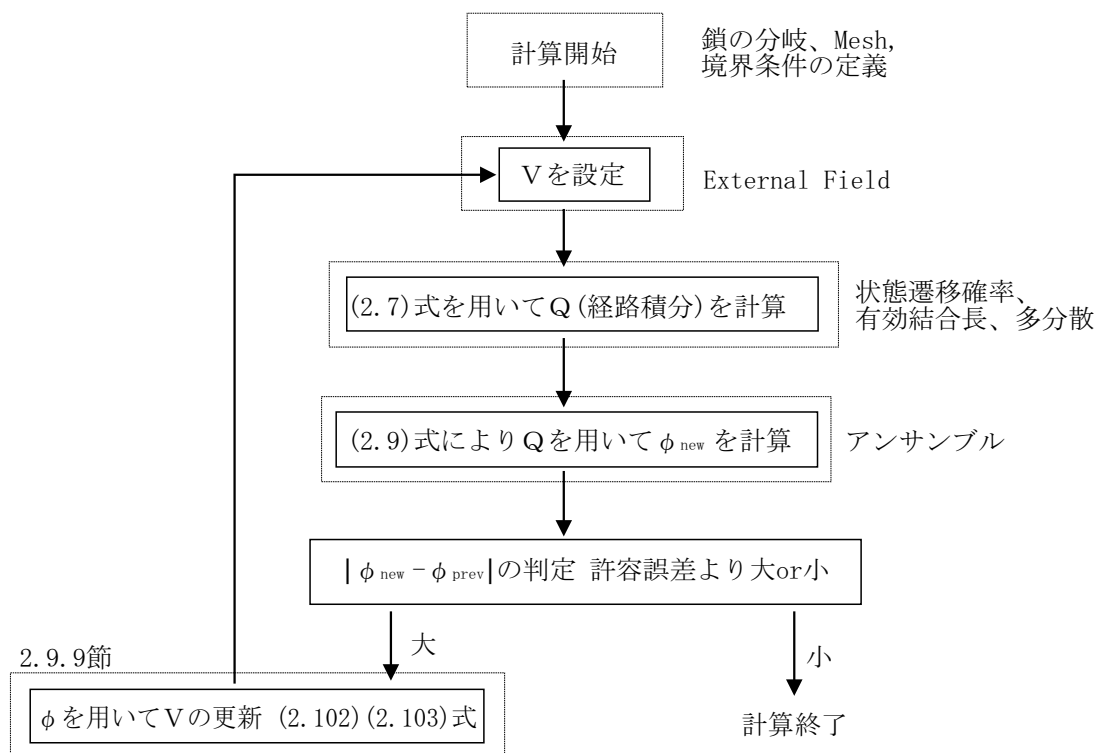 計算開始
鎖の分岐、Mesh,
境界条件の定義
Vを設定
External Field
(2.7)式を用いてQ(経路積分)を計算
状態遷移確率、
有効結合長、多分散
(2.9)式によりQを用いてφnewを計算
アンサンブル
|φnew-φprev|の判定 許容誤差より大or小
大
小
2.9.9節
φを用いてVの更新 (2.102)(2.103)式
計算終了